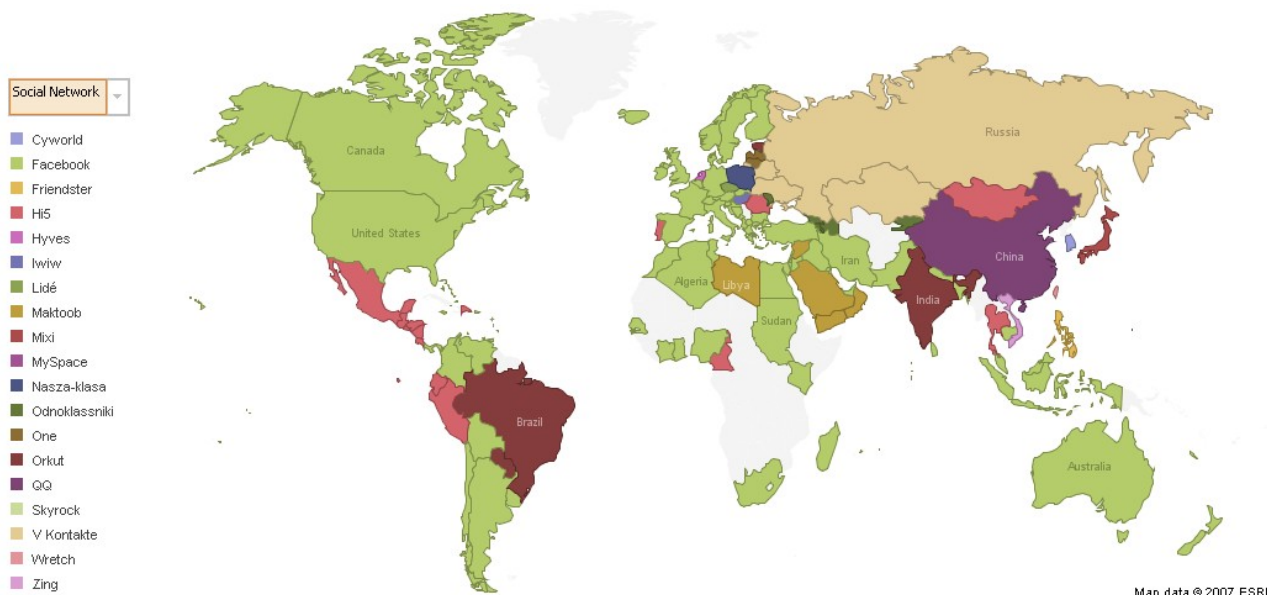 Social Network
Cyworld
Facebook
Friendster
Hi5
Hyves
Iwiw
Lidé
Maktoob
Mixi
MySpace
Nasza-klasa
Odnoklassniki
One
Orkut
QQ
Skyrock
V Kontakte
Wretch
Zing
Canada
United States
Brazil
Algeria
Libya
Sudan
Iran
Russia
China
India
Australia
Map data © 2007 ESRI